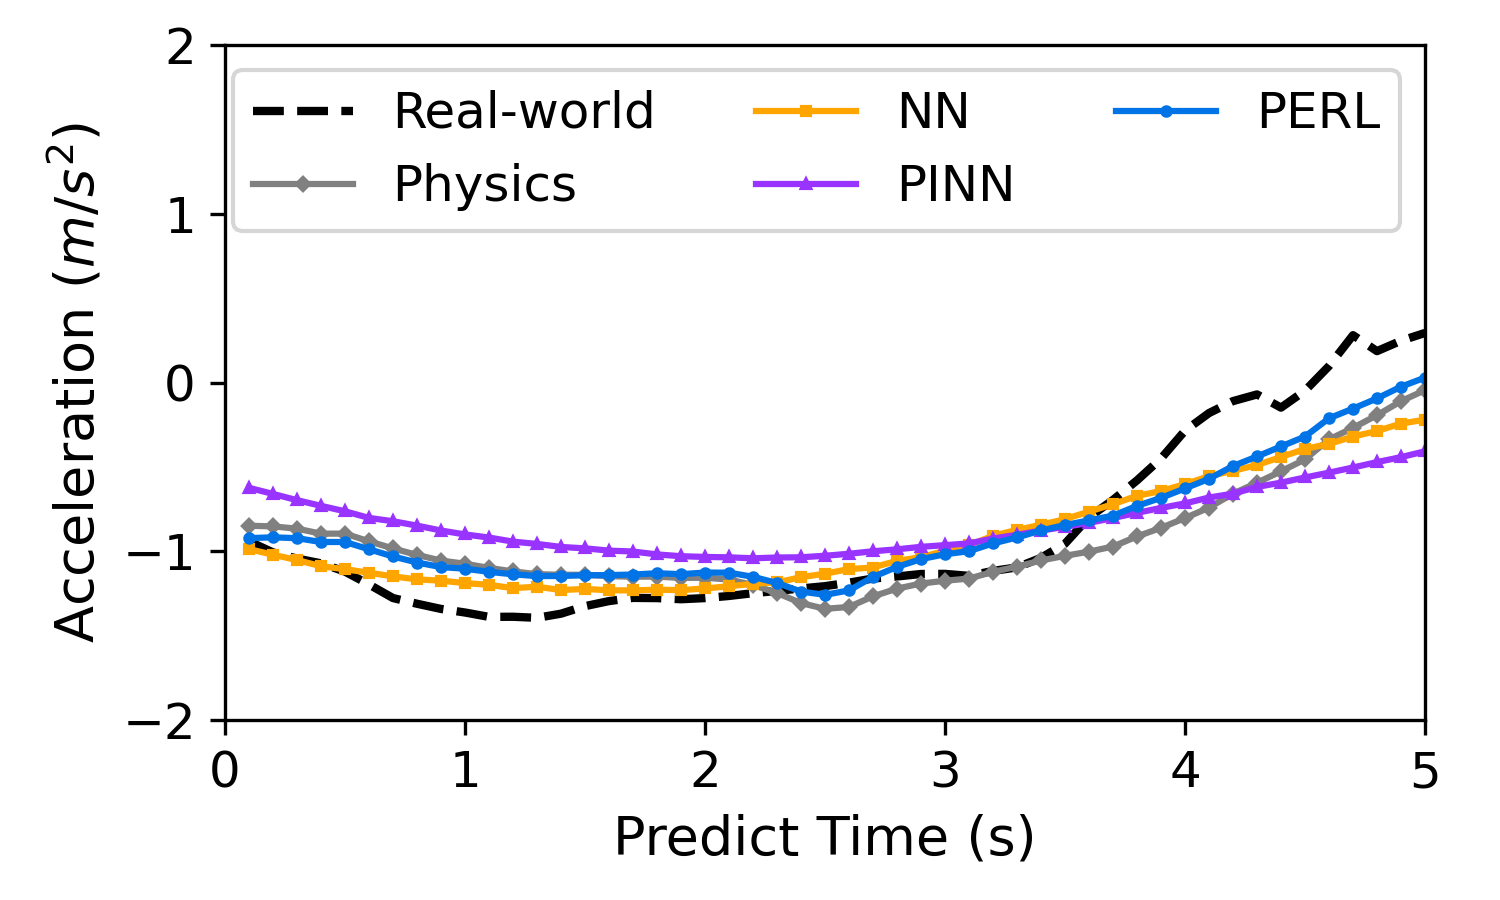 2
1
0
−1
−2
Acceleration (m/s²)
Real-world
NN
PERL
Physics
PINN
0 1 2 3 4 5
Predict Time (s)